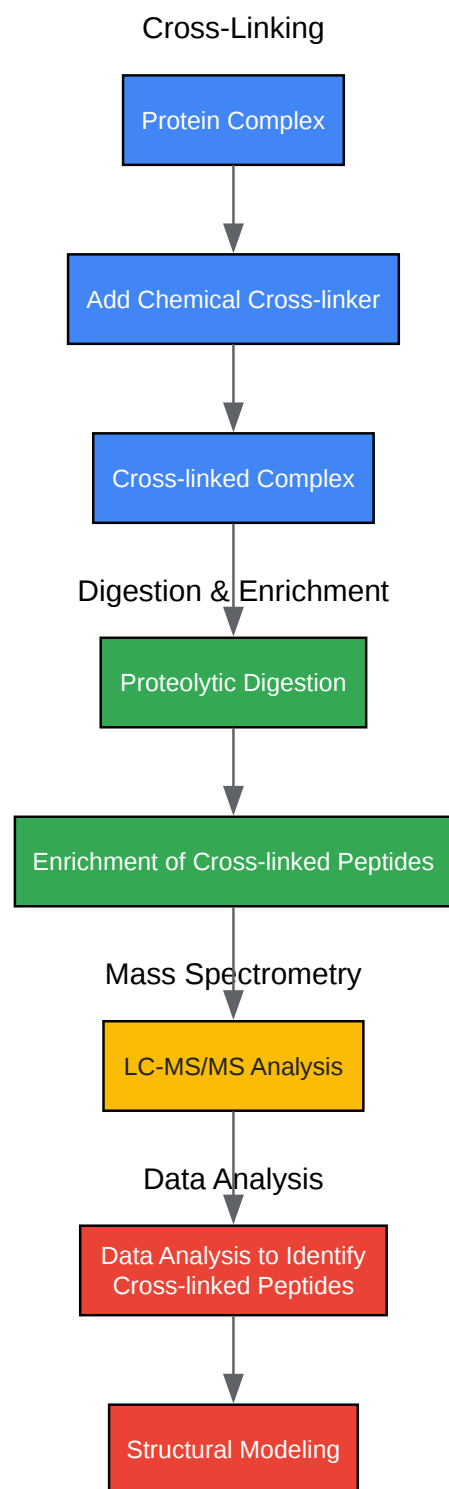 Cross-Linking
Protein Complex
Add Chemical Cross-linker
Cross-linked Complex
Digestion & Enrichment
Proteolytic Digestion
Enrichment of Cross-linked Peptides
Mass Spectrometry
LC-MS/MS Analysis
Data Analysis
Data Analysis to Identify
Cross-linked Peptides
Structural Modeling